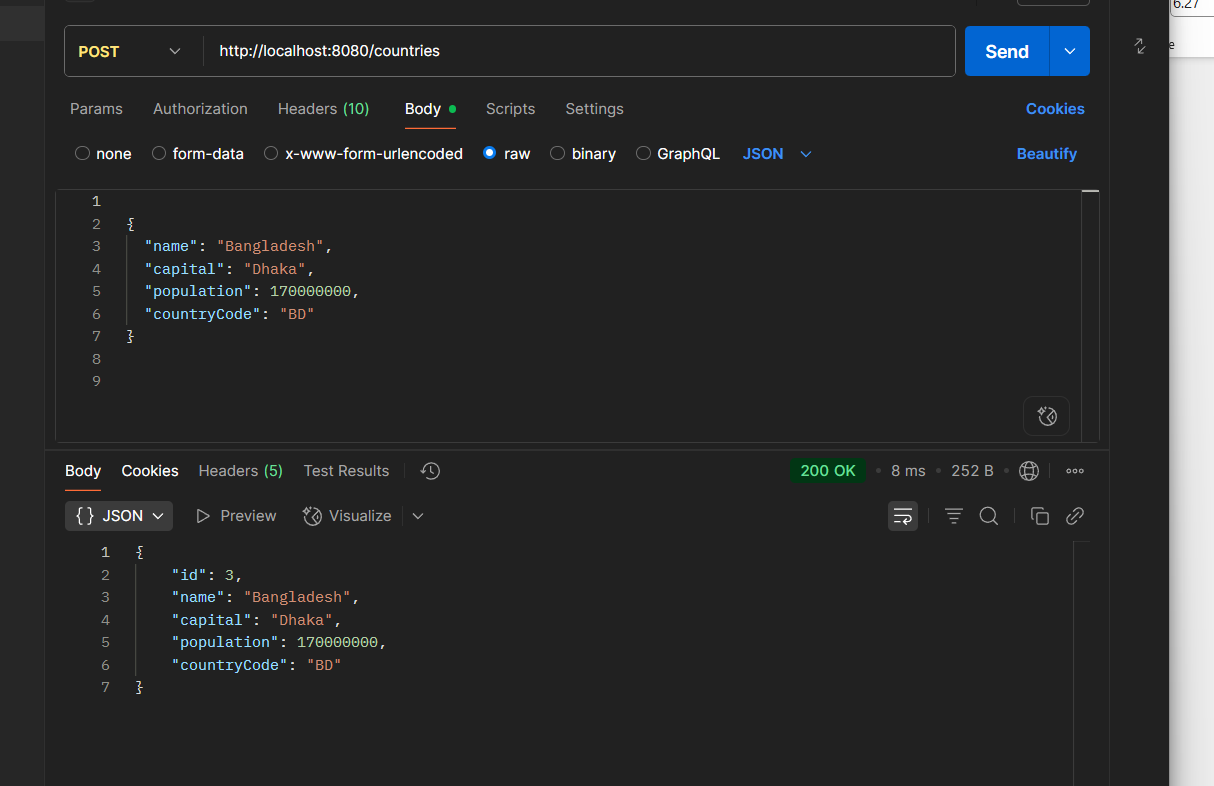 6.27
POST http://localhost:8080/countries Send
e
Params Authorization Headers (10) Body Scripts Settings Cookies
none form-data x-www-form-urlencoded raw binary GraphQL JSON Beautify
1
2 {
3 "name": "Bangladesh",
4 "capital": "Dhaka",
5 "population": 170000000,
6 "countryCode": "BD"
7 }
8
9
Body Cookies Headers (5) Test Results 200 OK • 8 ms • 252 B •
{} JSON Preview Visualize
1 {
2 "id": 3,
3 "name": "Bangladesh",
4 "capital": "Dhaka",
5 "population": 170000000,
6 "countryCode": "BD"
7 }